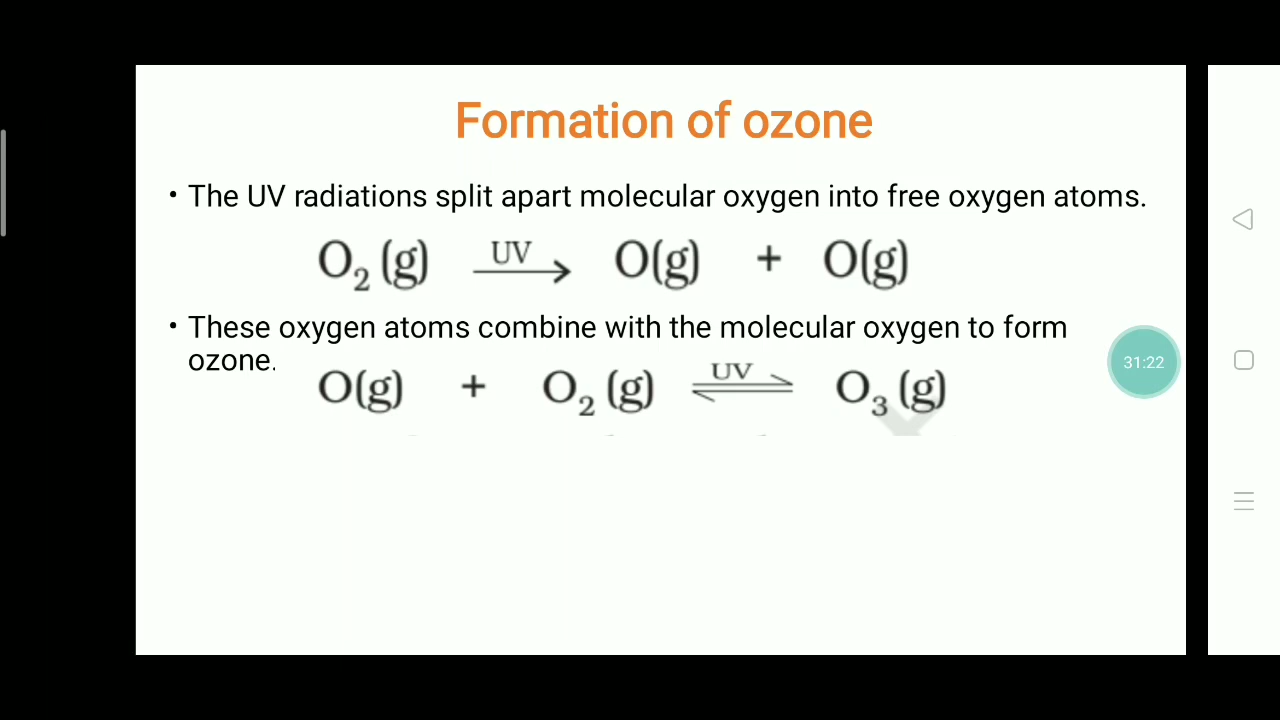 Formation of ozone
• The UV radiations split apart molecular oxygen into free oxygen atoms.
O₂ (g) UV→ O(g) + O(g)
• These oxygen atoms combine with the molecular oxygen to form
ozone.
O(g) + O₂ (g) UV⇌ O₃ (g)
31:22